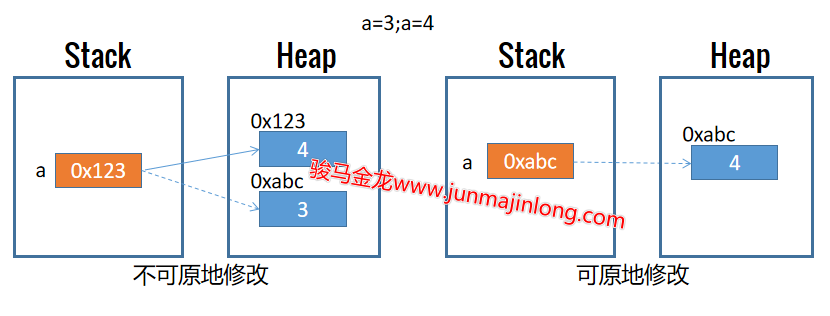 a=3;a=4
Stack
Heap
Stack
Heap
0x123
4
a
0x123
0xabc
3
0xabc
a
0xabc
4
骏马金龙www.junmajinlong.com
不可原地修改
可原地修改